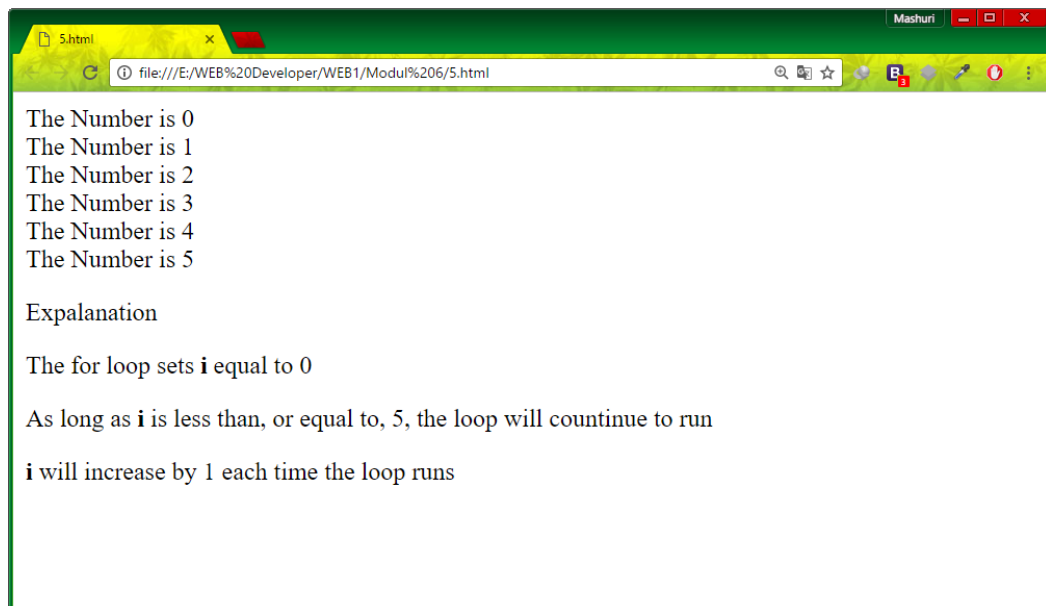 Mashuri
5.html
file:///E:/WEB%20Developer/WEB1/Modul%206/5.html
B
3
The Number is 0
The Number is 1
The Number is 2
The Number is 3
The Number is 4
The Number is 5
Expalanation
The for loop sets i equal to 0
As long as i is less than, or equal to, 5, the loop will countinue to run
i will increase by 1 each time the loop runs